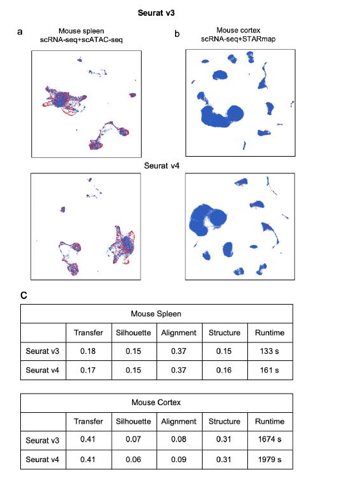 Seurat v3
a
Mouse spleen
scRNA-seq+scATAC-seq
b
Mouse cortex
scRNA-seq+STARmap
Seurat v4
C
Mouse Spleen
Transfer Silhouette Alignment Structure Runtime
Seurat v3 0.18 0.15 0.37 0.15 133 s
Seurat v4 0.17 0.15 0.37 0.16 161 s
Mouse Cortex
Transfer Silhouette Alignment Structure Runtime
Seurat v3 0.41 0.07 0.08 0.31 1674 s
Seurat v4 0.41 0.06 0.09 0.31 1979 s